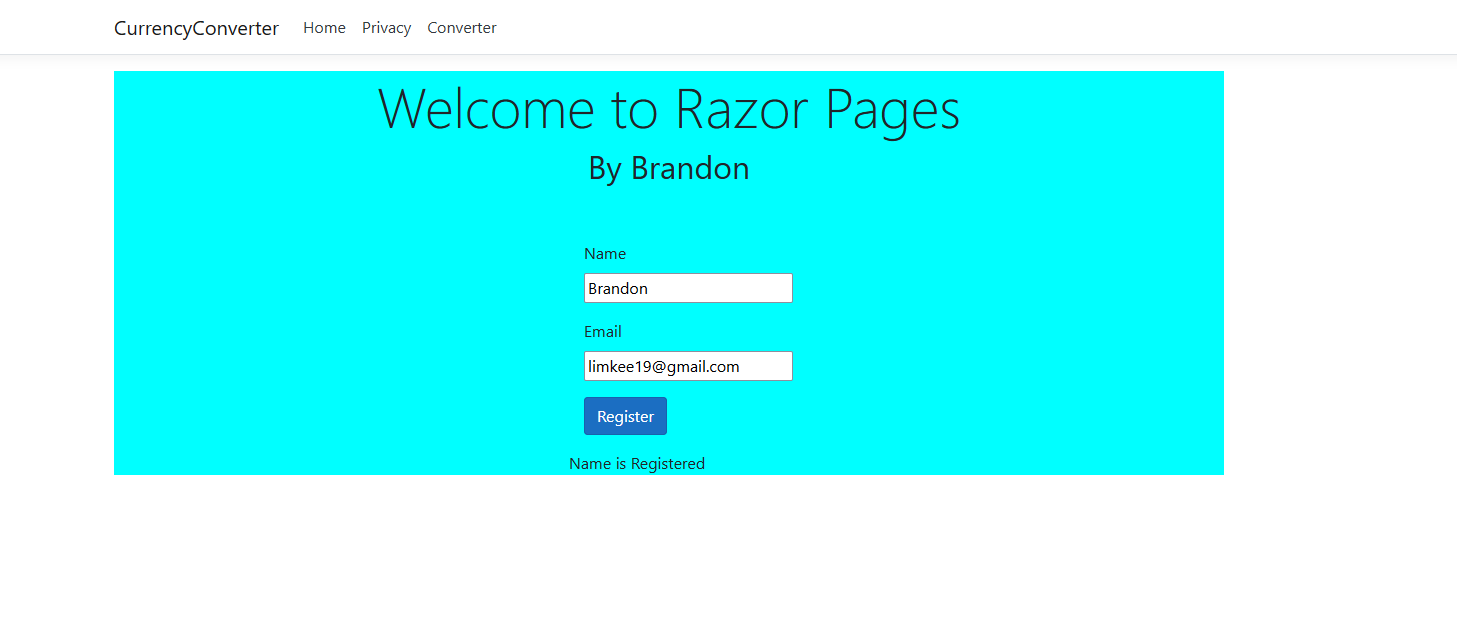 CurrencyConverter Home Privacy Converter
Welcome to Razor Pages
By Brandon
Name
Brandon
Email
limkee19@gmail.com
Register
Name is Registered